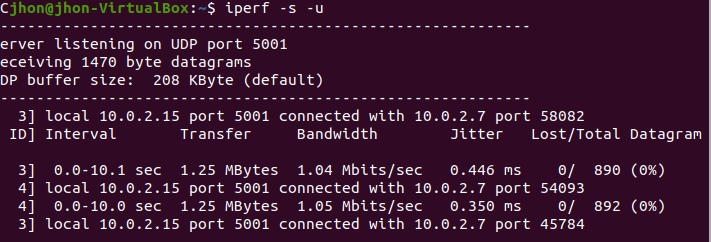 Cjhon@jhon-VirtualBox:~$ iperf -s -u
------------------------------------------------------------
erver listening on UDP port 5001
eceiving 1470 byte datagrams
DP buffer size:  208 KByte (default)
------------------------------------------------------------
  3] local 10.0.2.15 port 5001 connected with 10.0.2.7 port 58082
 ID] Interval       Transfer     Bandwidth        Jitter   Lost/Total Datagram
  3]  0.0-10.1 sec  1.25 MBytes  1.04 Mbits/sec   0.446 ms    0/  890 (0%)
  4] local 10.0.2.15 port 5001 connected with 10.0.2.7 port 54093
  4]  0.0-10.0 sec  1.25 MBytes  1.05 Mbits/sec   0.350 ms    0/  892 (0%)
  3] local 10.0.2.15 port 5001 connected with 10.0.2.7 port 45784